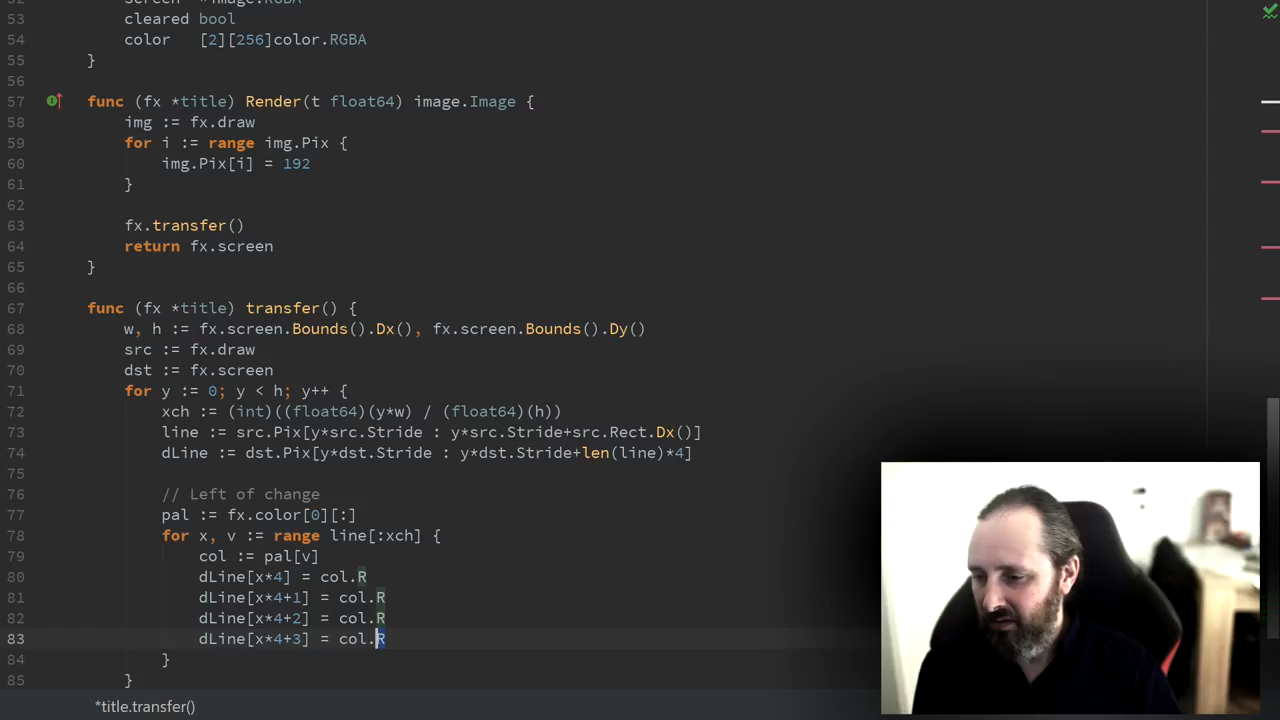 52 screen *image.RGBA
53 cleared bool
54 color [2][256]color.RGBA
55 }
56
57 func (fx *title) Render(t float64) image.Image {
58 img := fx.draw
59 for i := range img.Pix {
60 img.Pix[i] = 192
61 }
62
63 fx.transfer()
64 return fx.screen
65 }
66
67 func (fx *title) transfer() {
68 w, h := fx.screen.Bounds().Dx(), fx.screen.Bounds().Dy()
69 src := fx.draw
70 dst := fx.screen
71 for y := 0; y < h; y++ {
72 xch := (int)((float64)(y*w) / (float64)(h))
73 line := src.Pix[y*src.Stride : y*src.Stride+src.Rect.Dx()]
74 dLine := dst.Pix[y*dst.Stride : y*dst.Stride+len(line)*4]
75
76 // Left of change
77 pal := fx.color[0][:]
78 for x, v := range line[:xch] {
79 col := pal[v]
80 dLine[x*4] = col.R
81 dLine[x*4+1] = col.R
82 dLine[x*4+2] = col.R
83 dLine[x*4+3] = col.R
84 }
85 }
*title.transfer()